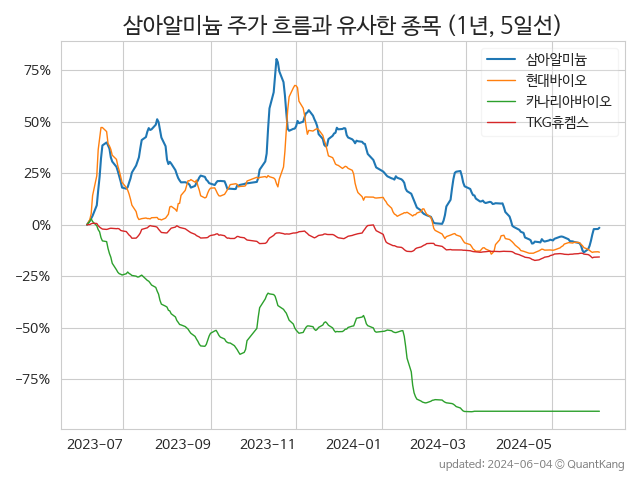 삼아알미늄 주가 흐름과 유사한 종목 (1년, 5일선)
삼아알미늄
현대바이오
카나리아바이오
TKG휴켐스
75%
50%
25%
0%
−25%
−50%
−75%
2023-07 2023-09 2023-11 2024-01 2024-03 2024-05
updated: 2024-06-04 © QuantKang